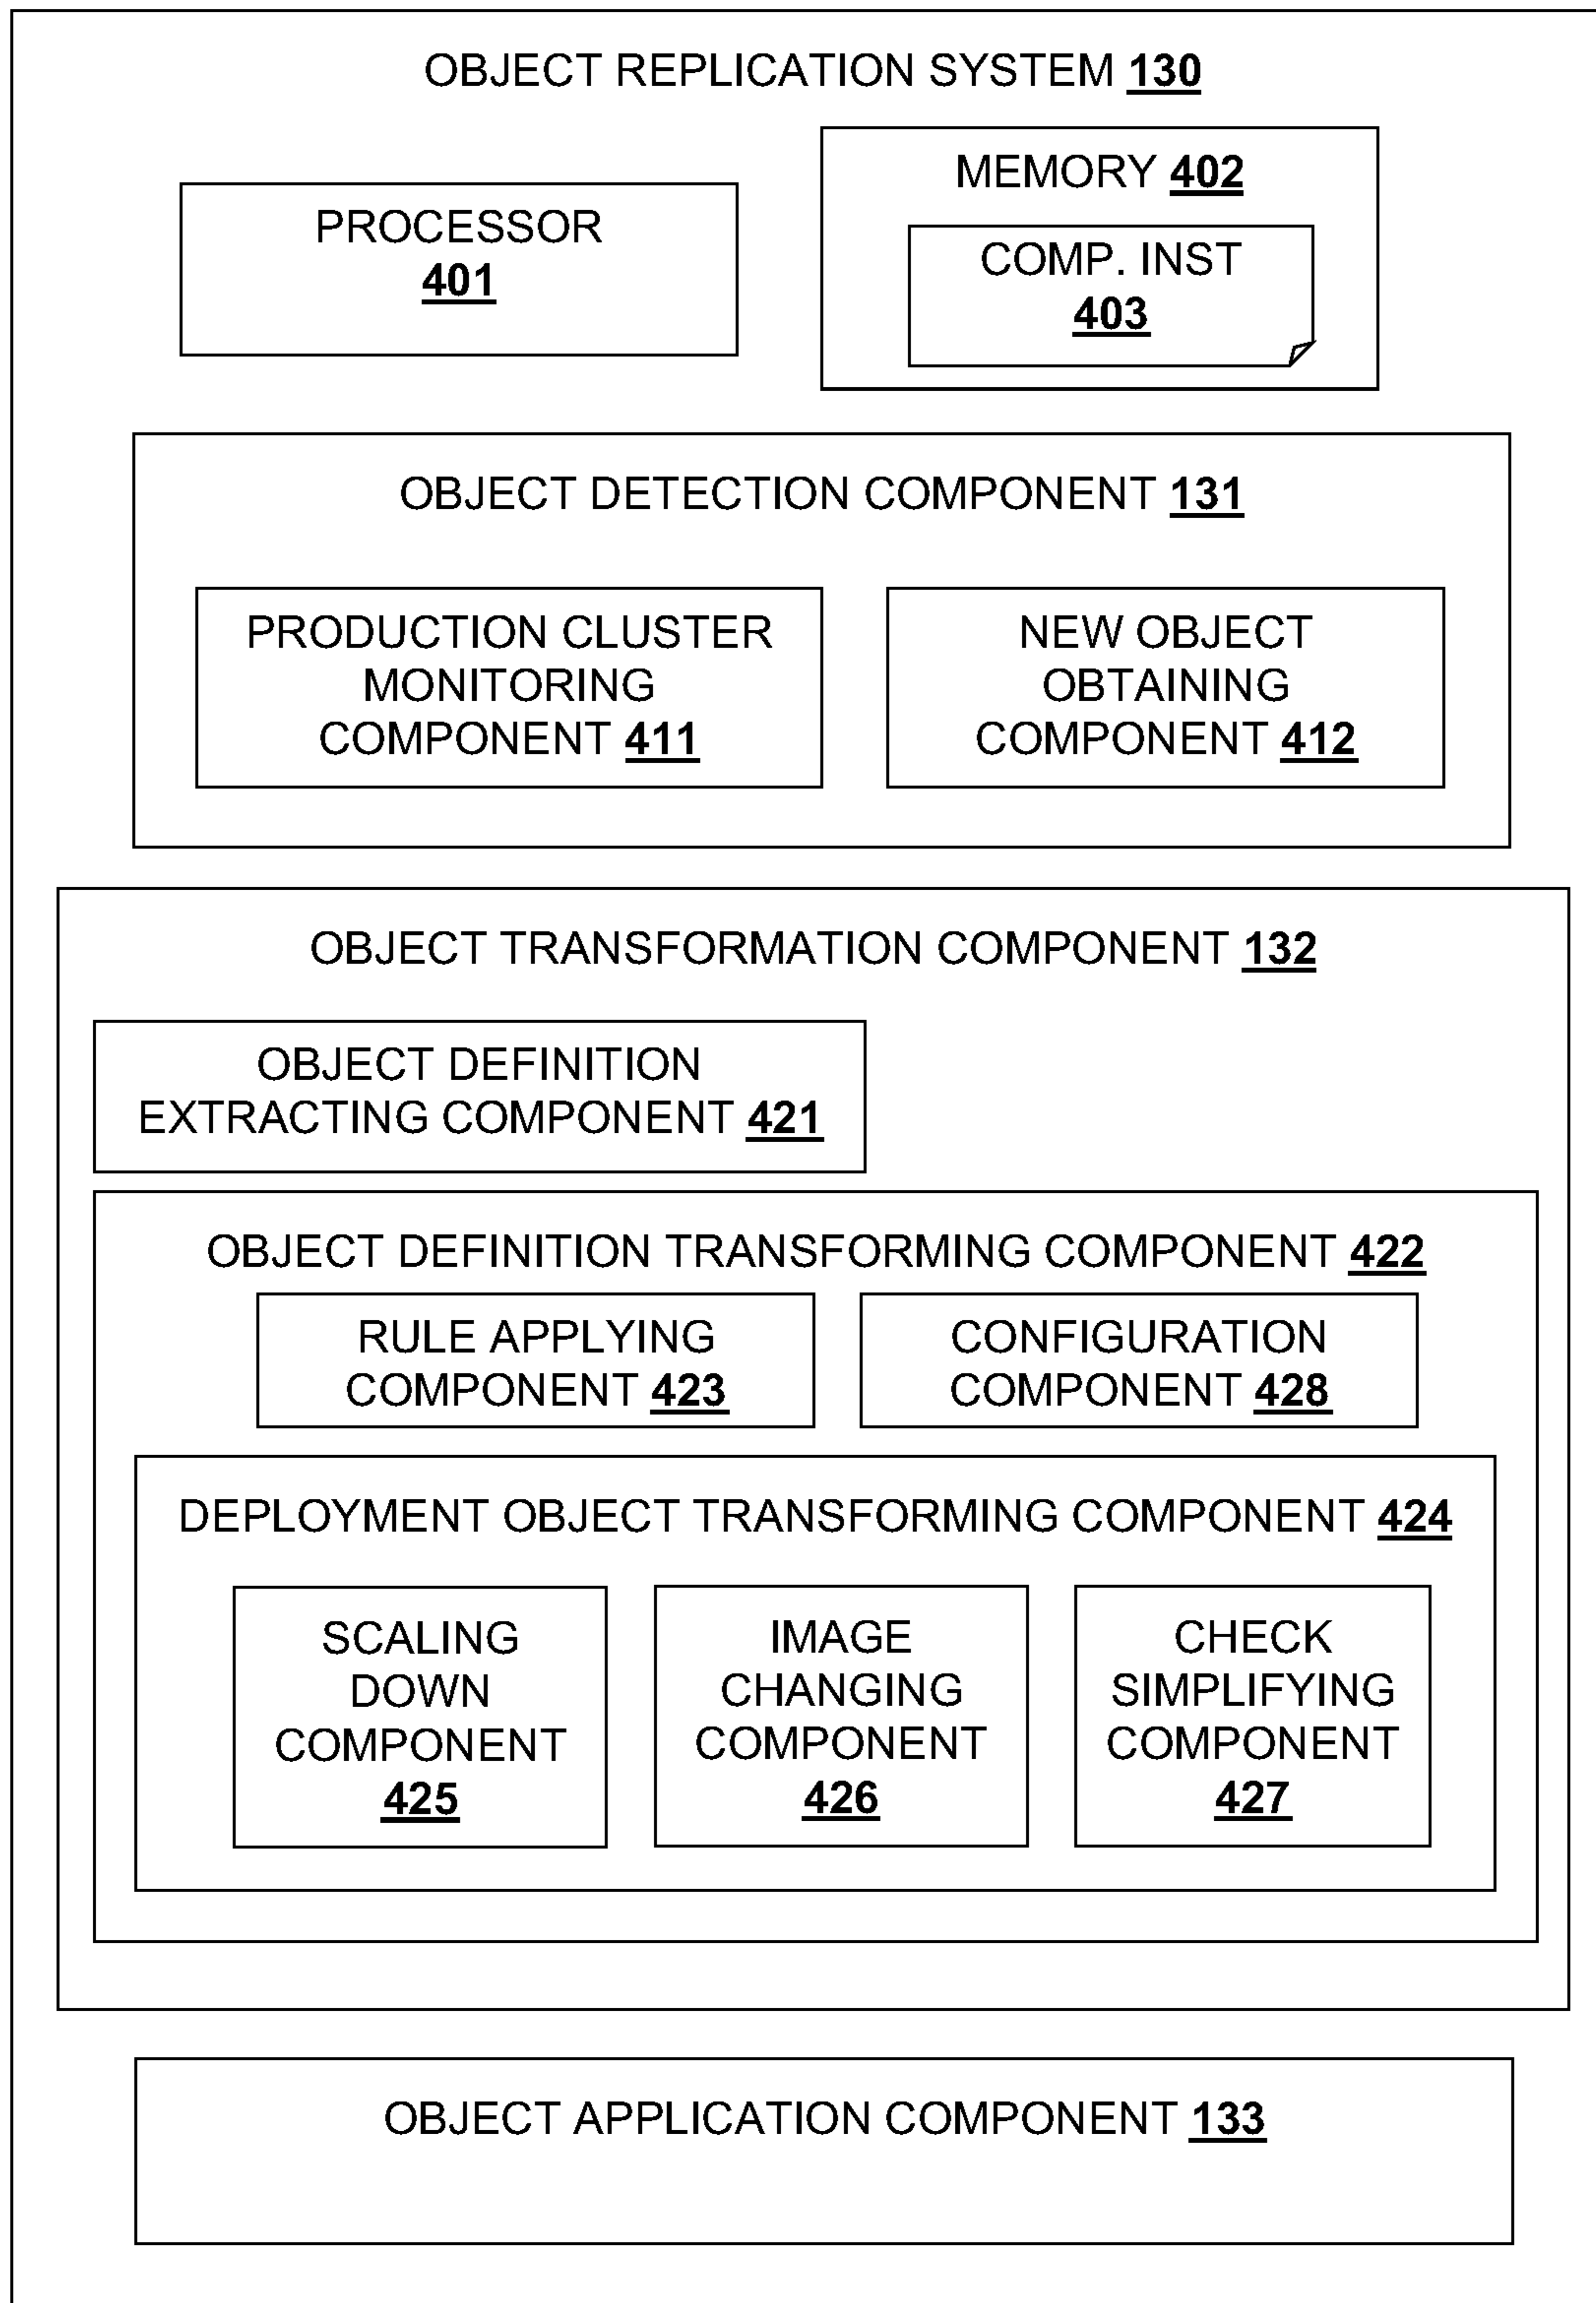 OBJECT REPLICATION SYSTEM 130
PROCESSOR
401
MEMORY 402
COMP. INST
403
OBJECT DETECTION COMPONENT 131
PRODUCTION CLUSTER
MONITORING
COMPONENT 411
NEW OBJECT
OBTAINING
COMPONENT 412
OBJECT TRANSFORMATION COMPONENT 132
OBJECT DEFINITION
EXTRACTING COMPONENT 421
OBJECT DEFINITION TRANSFORMING COMPONENT 422
RULE APPLYING
COMPONENT 423
CONFIGURATION
COMPONENT 428
DEPLOYMENT OBJECT TRANSFORMING COMPONENT 424
SCALING
DOWN
COMPONENT
425
IMAGE
CHANGING
COMPONENT
426
CHECK
SIMPLIFYING
COMPONENT
427
OBJECT APPLICATION COMPONENT 133